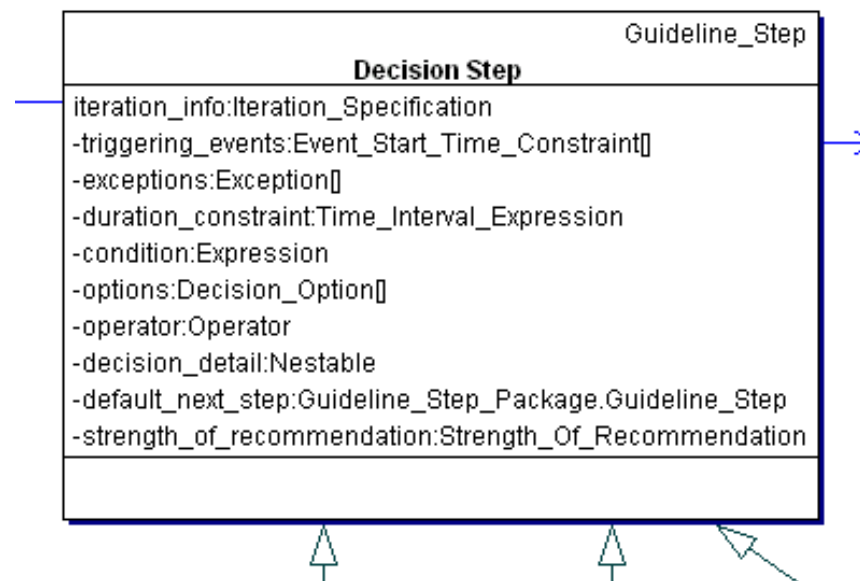 Guideline_Step
Decision Step
iteration_info:Iteration_Specification
-triggering_events:Event_Start_Time_Constraint[]
-exceptions:Exception[]
-duration_constraint:Time_Interval_Expression
-condition:Expression
-options:Decision_Option[]
-operator:Operator
-decision_detail:Nestable
-default_next_step:Guideline_Step_Package.Guideline_Step
-strength_of_recommendation:Strength_Of_Recommendation